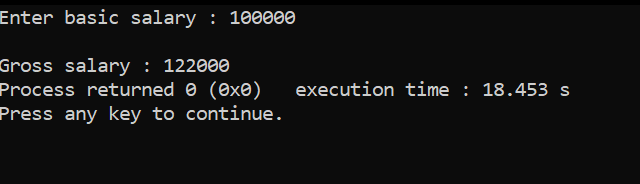 Enter basic salary : 100000
Gross salary : 122000
Process returned 0 (0x0)   execution time : 18.453 s
Press any key to continue.